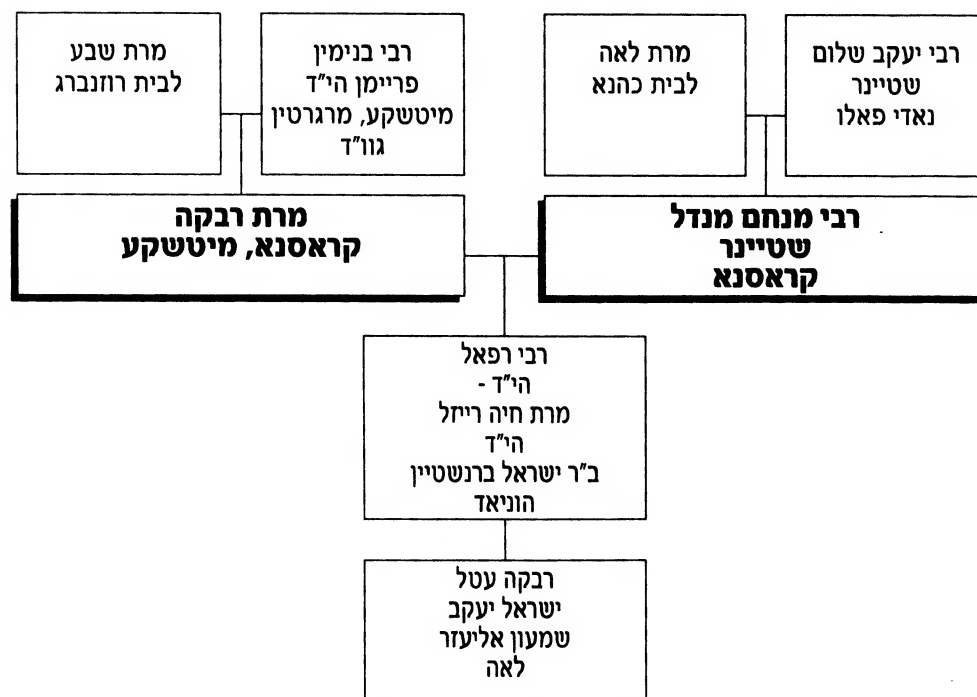 רבי יעקב שלום
שטיינר
נאדי פאלו
מרת לאה
לבית כהנא
רבי בנימין
פריימן הי"ד
מיטשקע, מרגרטין
גוו"ד
מרת שבע
לבית רוזנברג
רבי מנחם מנדל
שטיינר
קראסנא
מרת רבקה
קראסנא, מיטשקע
רבי רפאל
הי"ד -
מרת חיה רייזל
הי"ד
ב"ר ישראל ברנשטיין
הוניאד
רבקה עטל
ישראל יעקב
שמעון אליעזר
לאה